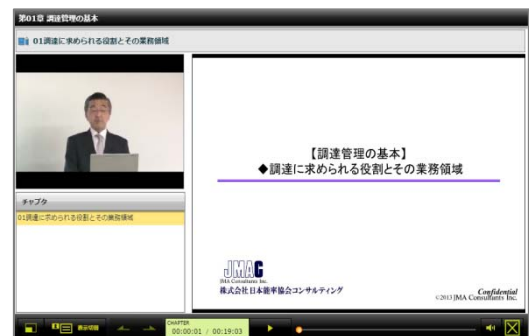 第01章 調達管理の基本
01調達に求められる役割とその業務領域
【調達管理の基本】
◆調達に求められる役割とその業務領域
チャプタ
01調達に求められる役割とその業務領域
JMAC
JMA Consultants Inc.
株式会社日本能率協会コンサルティング
Confidential
©2013 JMA Consultants Inc.
表示切替
CHAPTER
00:00:01 / 00:19:03